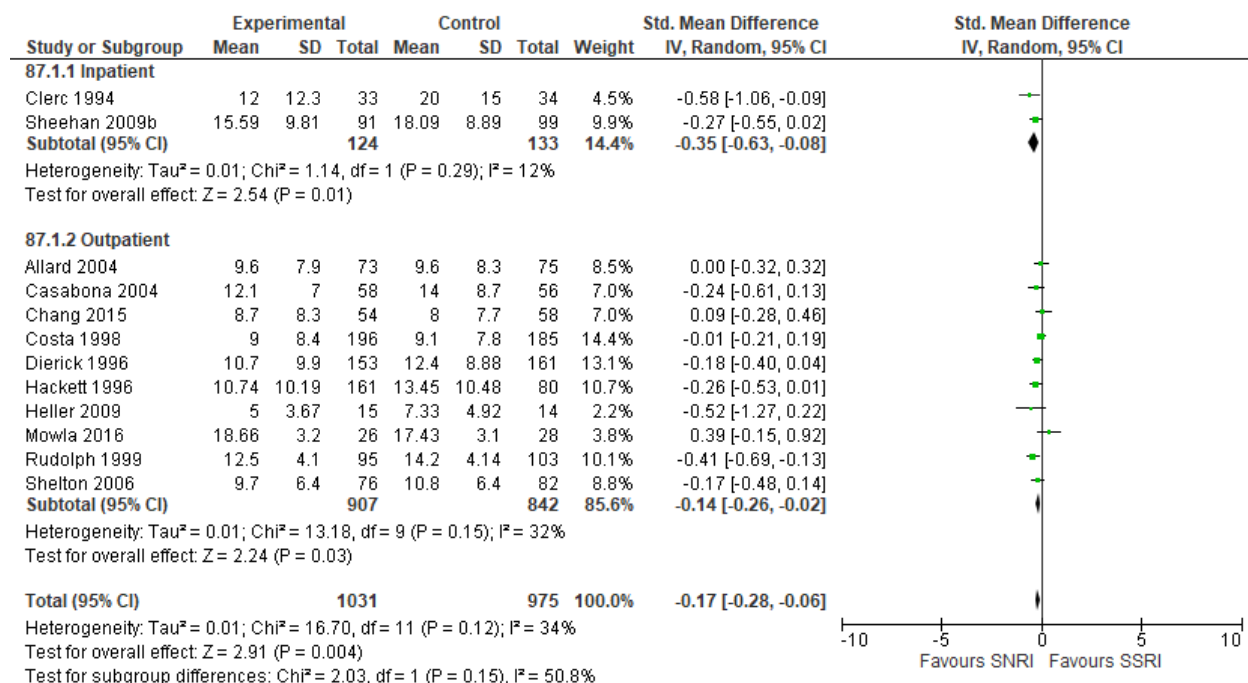 Experimental Control Std. Mean Difference Std. Mean Difference
Study or Subgroup Mean SD Total Mean SD Total Weight IV, Random, 95% CI IV, Random, 95% CI
87.1.1 Inpatient
Clerc 1994 12 12.3 33 20 15 34 4.5% -0.58 [-1.06, -0.09]
Sheehan 2009b 15.59 9.81 91 18.09 8.89 99 9.9% -0.27 [-0.55, 0.02]
Subtotal (95% CI) 124 133 14.4% -0.35 [-0.63, -0.08]
Heterogeneity: Tau² = 0.01; Chi² = 1.14, df = 1 (P = 0.29); I² = 12%
Test for overall effect: Z = 2.54 (P = 0.01)
87.1.2 Outpatient
Allard 2004 9.6 7.9 73 9.6 8.3 75 8.5% 0.00 [-0.32, 0.32]
Casabona 2004 12.1 7 58 14 8.7 56 7.0% -0.24 [-0.61, 0.13]
Chang 2015 8.7 8.3 54 8 7.7 58 7.0% 0.09 [-0.28, 0.46]
Costa 1998 9 8.4 196 9.1 7.8 185 14.4% -0.01 [-0.21, 0.19]
Dierick 1996 10.7 9.9 153 12.4 8.88 161 13.1% -0.18 [-0.40, 0.04]
Hackett 1996 10.74 10.19 161 13.45 10.48 80 10.7% -0.26 [-0.53, 0.01]
Heller 2009 5 3.67 15 7.33 4.92 14 2.2% -0.52 [-1.27, 0.22]
Mowla 2016 18.66 3.2 26 17.43 3.1 28 3.8% 0.39 [-0.15, 0.92]
Rudolph 1999 12.5 4.1 95 14.2 4.14 103 10.1% -0.41 [-0.69, -0.13]
Shelton 2006 9.7 6.4 76 10.8 6.4 82 8.8% -0.17 [-0.48, 0.14]
Subtotal (95% CI) 907 842 85.6% -0.14 [-0.26, -0.02]
Heterogeneity: Tau² = 0.01; Chi² = 13.18, df = 9 (P = 0.15); I² = 32%
Test for overall effect: Z = 2.24 (P = 0.03)
Total (95% CI) 1031 975 100.0% -0.17 [-0.28, -0.06]
Heterogeneity: Tau² = 0.01; Chi² = 16.70, df = 11 (P = 0.12); I² = 34%
Test for overall effect: Z = 2.91 (P = 0.004)
Test for subgroup differences: Chi² = 2.03, df = 1 (P = 0.15), I² = 50.8%
-10 -5 0 5 10
Favours SNRI Favours SSRI